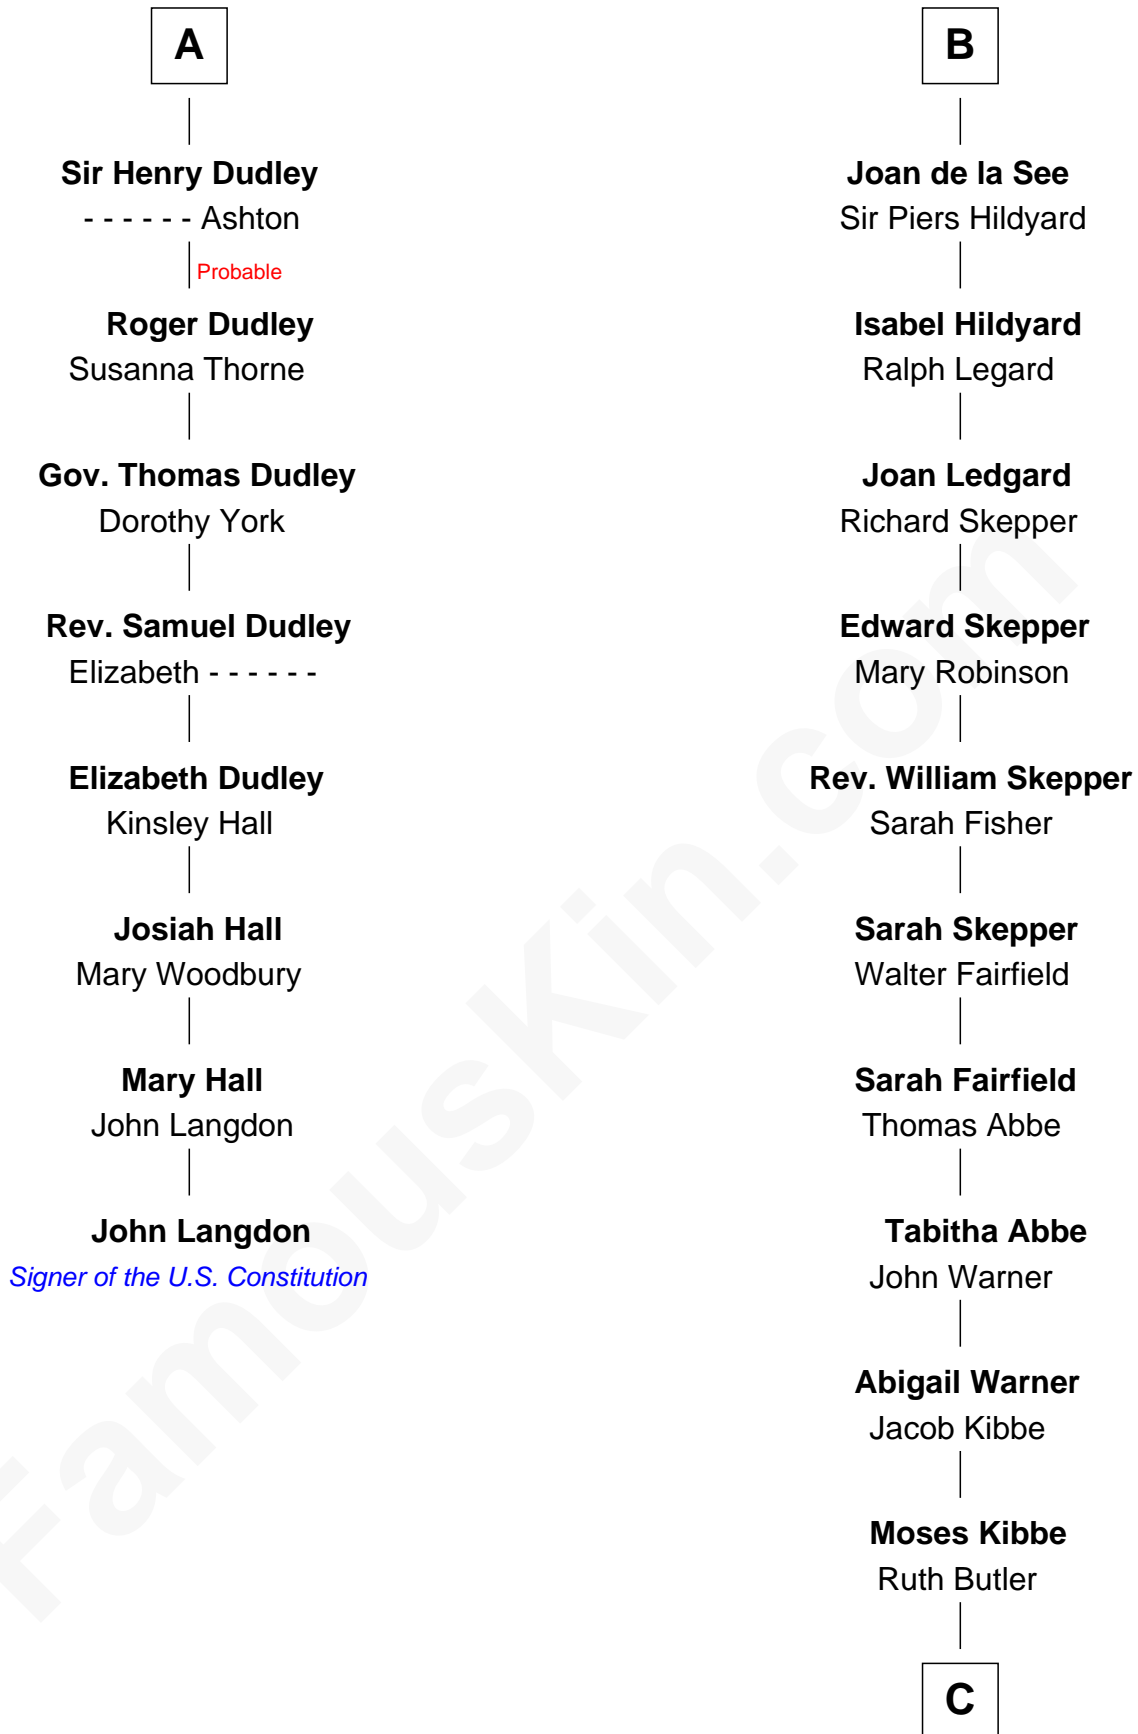 A
Sir Henry Dudley
- - - - - - Ashton
Probable
Roger Dudley
Susanna Thorne
Gov. Thomas Dudley
Dorothy York
Rev. Samuel Dudley
Elizabeth - - - - - -
Elizabeth Dudley
Kinsley Hall
Josiah Hall
Mary Woodbury
Mary Hall
John Langdon
John Langdon
Signer of the U.S. Constitution
B
Joan de la See
Sir Piers Hildyard
Isabel Hildyard
Ralph Legard
Joan Ledgard
Richard Skepper
Edward Skepper
Mary Robinson
Rev. William Skepper
Sarah Fisher
Sarah Skepper
Walter Fairfield
Sarah Fairfield
Thomas Abbe
Tabitha Abbe
John Warner
Abigail Warner
Jacob Kibbe
Moses Kibbe
Ruth Butler
C
FamousKin.com